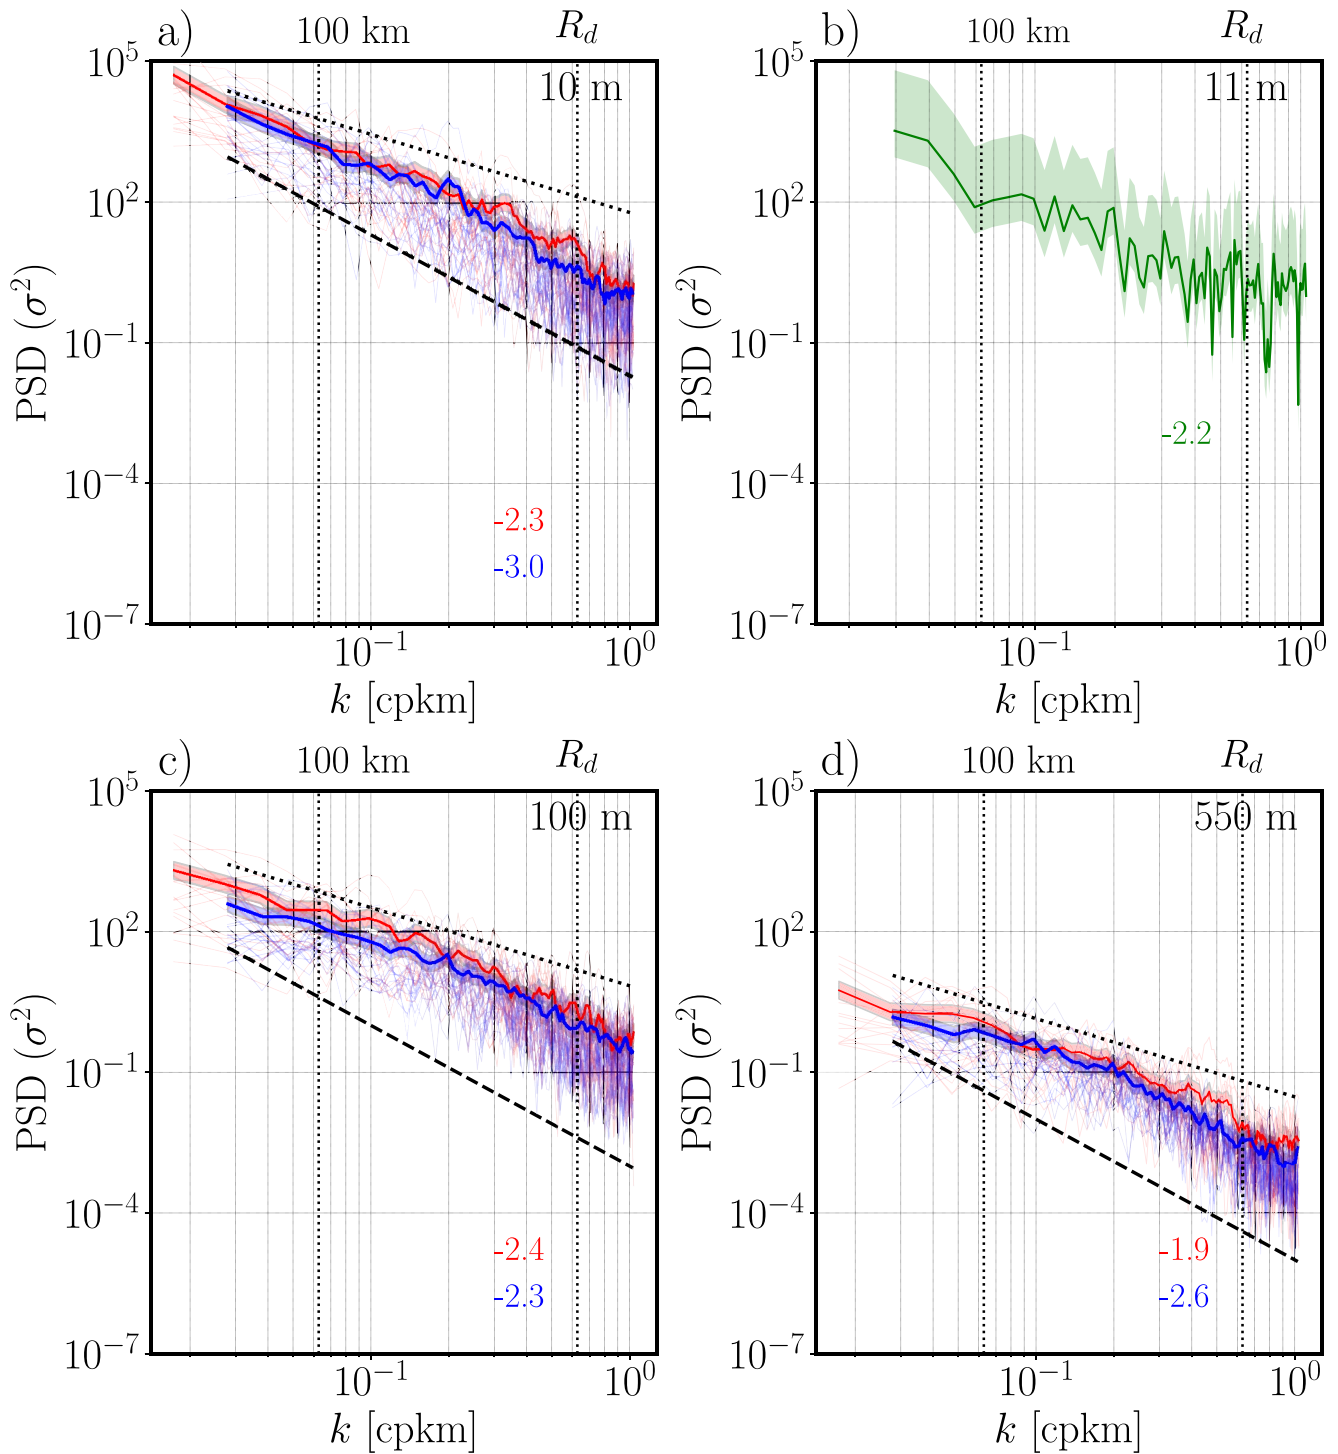 a) 100 km R_d
b) 100 km R_d
10^5
10^2
10^-1
10^-4
10^-7
PSD (σ^2)
10 m
-2.3
-3.0
10^-1 10^0
k [cpkm]
10^5
10^2
10^-1
10^-4
10^-7
PSD (σ^2)
11 m
-2.2
10^-1 10^0
k [cpkm]
c) 100 km R_d
d) 100 km R_d
10^5
10^2
10^-1
10^-4
10^-7
PSD (σ^2)
100 m
-2.4
-2.3
10^-1 10^0
k [cpkm]
10^5
10^2
10^-1
10^-4
10^-7
PSD (σ^2)
550 m
-1.9
-2.6
10^-1 10^0
k [cpkm]